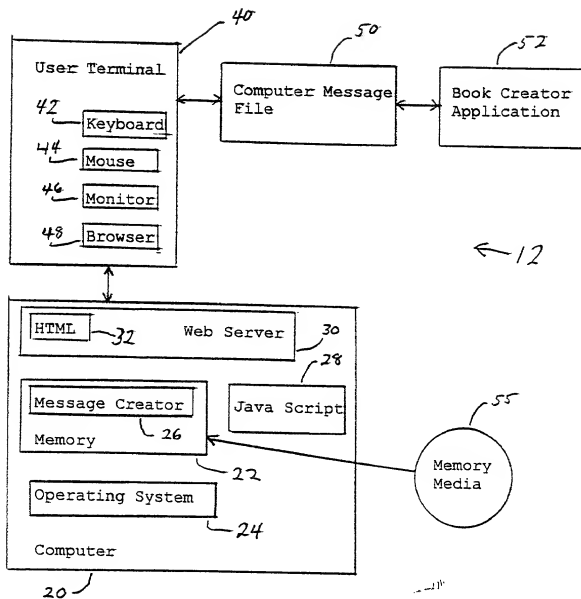 40
50
52
User Terminal
Computer Message
File
Book Creator
Application
42
Keyboard
44
Mouse
46
Monitor
48
Browser
12
HTML
32
Web Server
30
28
Message Creator
26
Java Script
Memory
22
55
Memory
Media
Operating System
24
Computer
20